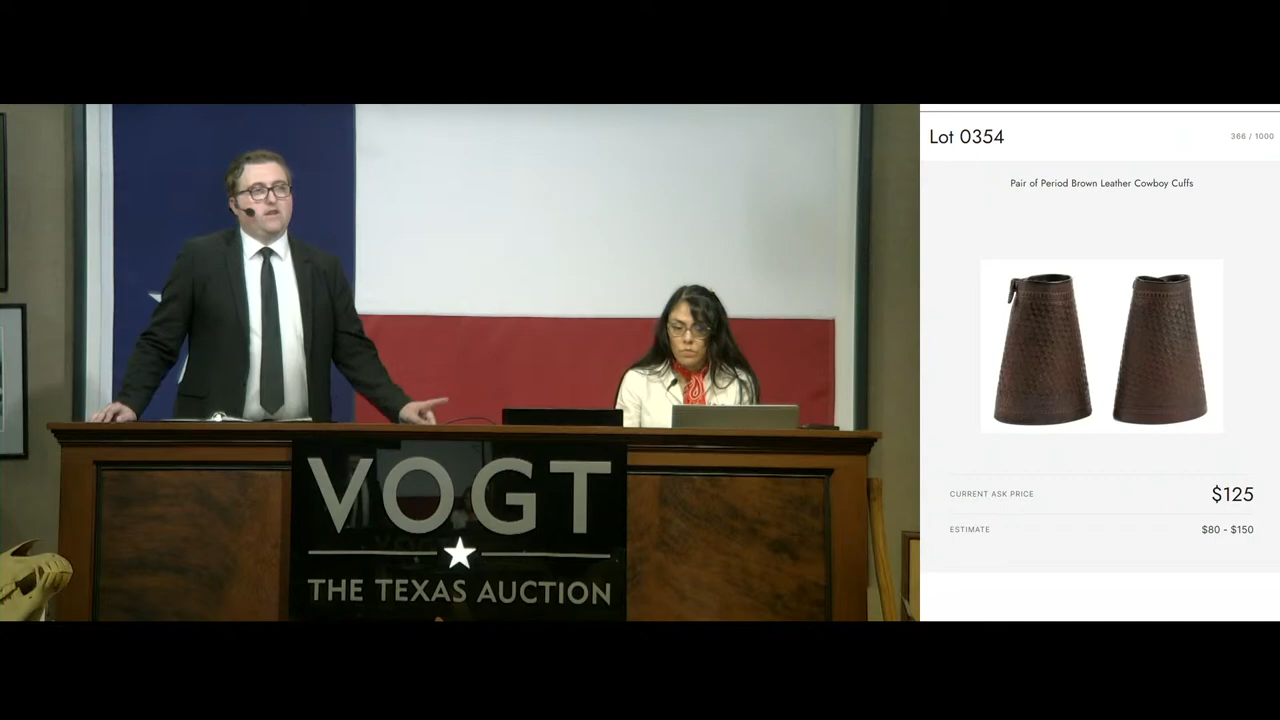 VOGT
THE TEXAS AUCTION
Lot 0354
366 / 1000
Pair of Period Brown Leather Cowboy Cuffs
CURRENT ASK PRICE
$125
ESTIMATE
$80 - $150